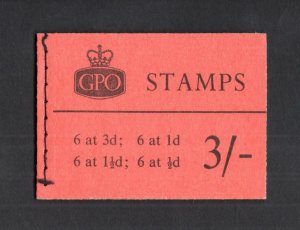 GPO STAMPS
6 at 3d; 6 at 1d
6 at 1½d; 6 at ½d 3/-